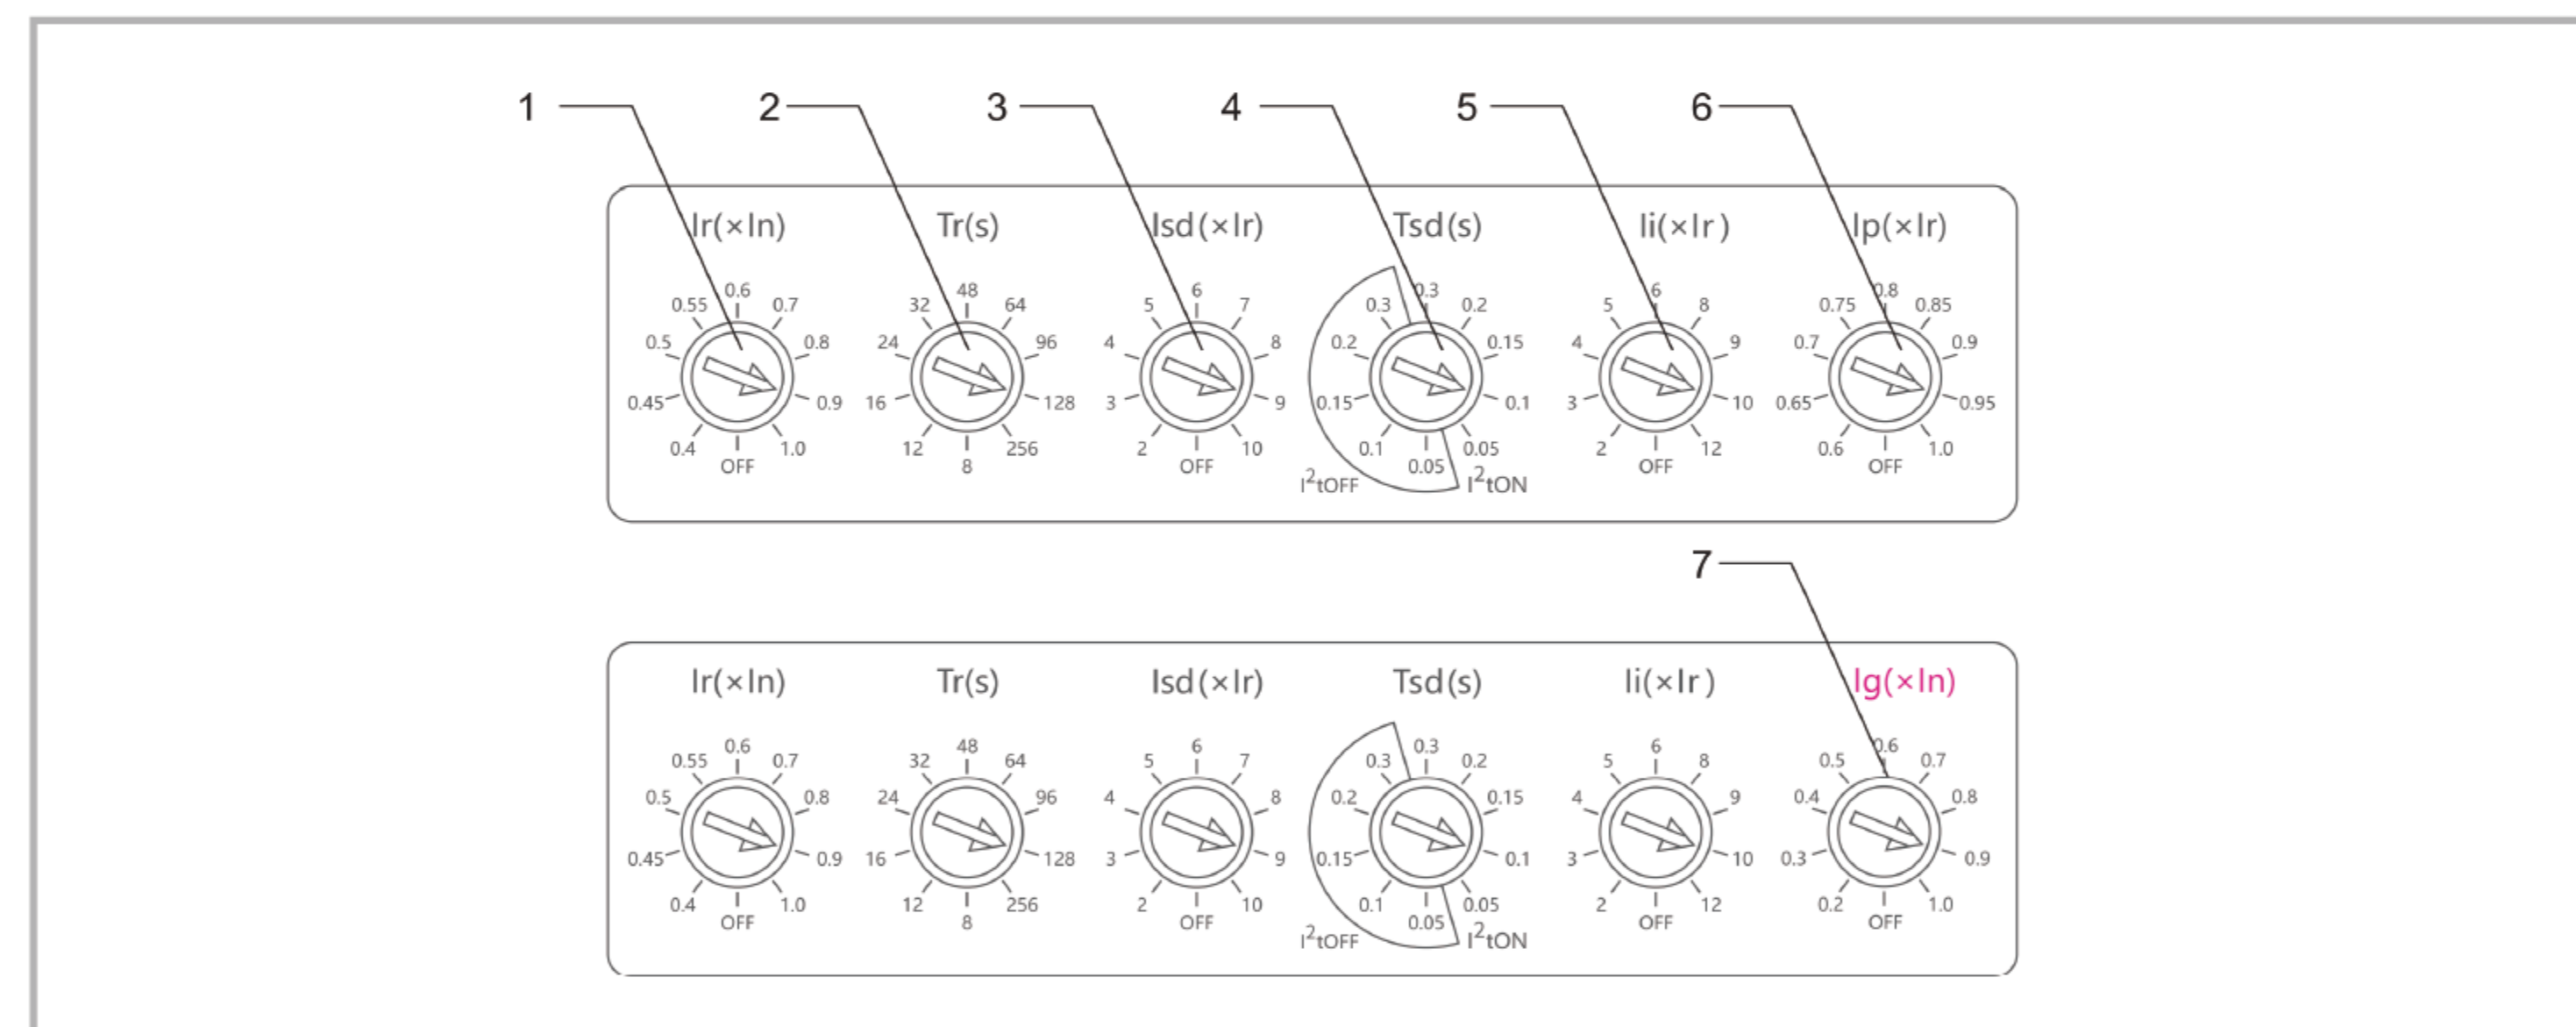 1 2 3 4 5 6
Ir(×In) Tr(s) Isd(×Ir) Tsd(s) Ii(×Ir) Ip(×Ir)
0.6 48 6 0.3 6 0.8
0.55 0.7 32 64 5 7 0.3 0.2 5 8 0.75 0.85
0.5 0.8 24 96 4 8 0.2 0.15 4 9 0.7 0.9
0.45 0.9 16 128 3 9 0.15 0.1 3 10 0.65 0.95
0.4 1.0 12 256 2 10 0.1 0.05 2 12 0.6 1.0
OFF 8 OFF 0.05 OFF OFF
I²tOFF I²tON
7
Ir(×In) Tr(s) Isd(×Ir) Tsd(s) Ii(×Ir) Ig(×In)
0.6 48 6 0.3 6 0.6
0.55 0.7 32 64 5 7 0.3 0.2 5 8 0.5 0.7
0.5 0.8 24 96 4 8 0.2 0.15 4 9 0.4 0.8
0.45 0.9 16 128 3 9 0.15 0.1 3 10 0.3 0.9
0.4 1.0 12 256 2 10 0.1 0.05 2 12 0.2 1.0
OFF 8 OFF 0.05 OFF OFF
I²tOFF I²tON